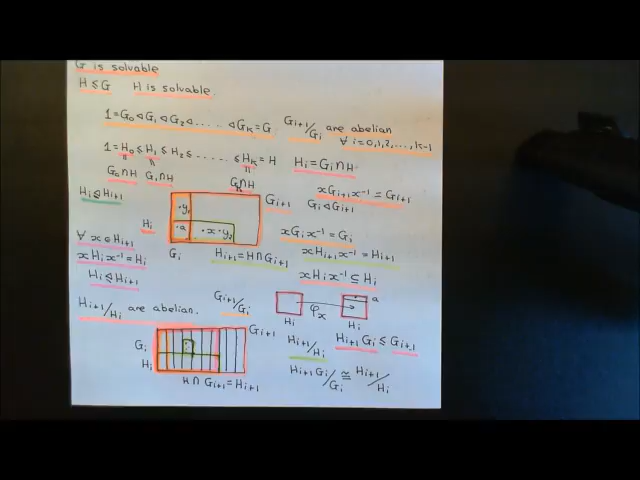 G is solvable
H ≤ G    H is solvable.
1 = G₀ ◁ G₁ ◁ G₂ ◁ ...... ◁ Gₖ = G    Gᵢ₊₁/Gᵢ are abelian
∀ i = 0, 1, 2, ..., k-1
1 = H₀ ≤ H₁ ≤ H₂ ≤ ...... ≤ Hₖ = H    Hᵢ = Gᵢ ∩ H
G₀∩H    G₁∩H    Gₖ∩H
xGᵢ₊₁x⁻¹ = Gᵢ₊₁
Hᵢ ⊴ Hᵢ₊₁    Gᵢ₊₁    Gᵢ ◁ Gᵢ₊₁
·y₁
Hᵢ    ·a    ·x·y₂    xGᵢx⁻¹ = Gᵢ
∀ x ∈ Hᵢ₊₁    Gᵢ    Hᵢ₊₁ = H ∩ Gᵢ₊₁    xHᵢ₊₁x⁻¹ = Hᵢ₊₁
xHᵢx⁻¹ = Hᵢ    xHᵢx⁻¹ ⊆ Hᵢ
Hᵢ ⊴ Hᵢ₊₁
Hᵢ₊₁/Hᵢ are abelian.    Gᵢ₊₁/Gᵢ    φₓ    a
Hᵢ    Hᵢ
Gᵢ    Gᵢ₊₁    Hᵢ₊₁/Hᵢ    Hᵢ₊₁Gᵢ ≤ Gᵢ₊₁
Hᵢ    Hᵢ₊₁Gᵢ/Gᵢ ≅ Hᵢ₊₁/Hᵢ
H ∩ Gᵢ₊₁ = Hᵢ₊₁